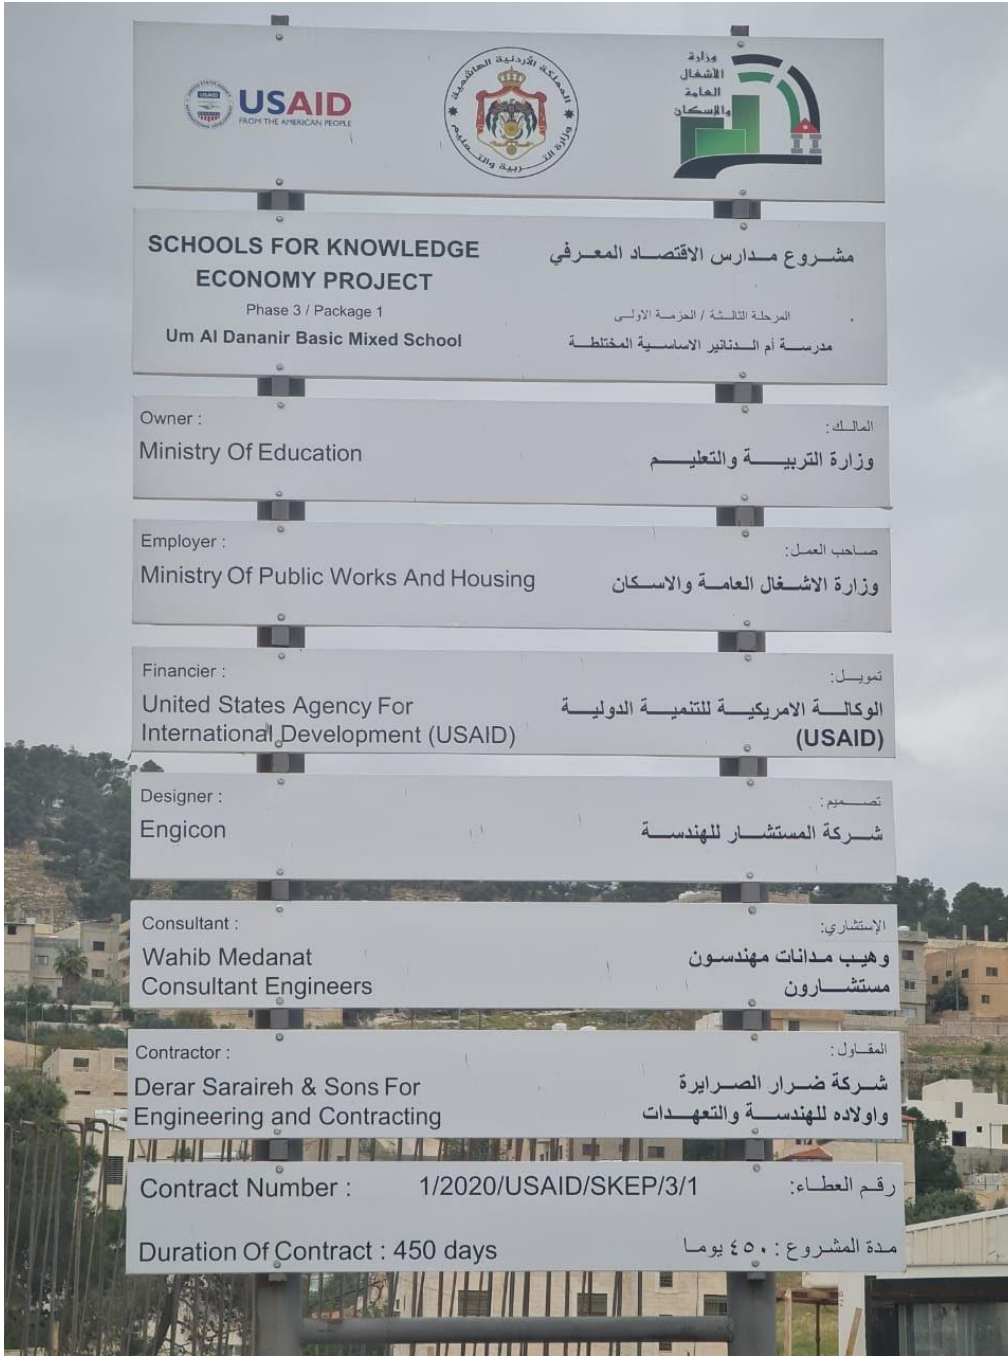 USAID
FROM THE AMERICAN PEOPLE
المملكة الأردنية الهاشمية
وزارة التربية والتعليم
وزارة
الأشغال
العامة
والإسكان
SCHOOLS FOR KNOWLEDGE
ECONOMY PROJECT
Phase 3 / Package 1
Um Al Dananir Basic Mixed School
مشروع مدارس الاقتصاد المعرفي
المرحلة الثالثة / الحزمة الاولى
مدرسة أم الدنانير الاساسية المختلطة
Owner :
Ministry Of Education
المالك:
وزارة التربية والتعليم
Employer :
Ministry Of Public Works And Housing
صاحب العمل:
وزارة الاشغال العامة والاسكان
Financier :
United States Agency For
International Development (USAID)
تمويل:
الوكالة الامريكية للتنمية الدولية
(USAID)
Designer :
Engicon
تصميم:
شركة المستشار للهندسة
Consultant :
Wahib Medanat
Consultant Engineers
الإستشاري:
وهيب مدانات مهندسون
مستشارون
Contractor :
Derar Saraireh & Sons For
Engineering and Contracting
المقاول:
شركة ضرار الصرايرة
واولاده للهندسة والتعهدات
Contract Number : 1/2020/USAID/SKEP/3/1 رقم العطاء:
Duration Of Contract : 450 days
مدة المشروع : ٤٥٠ يوما